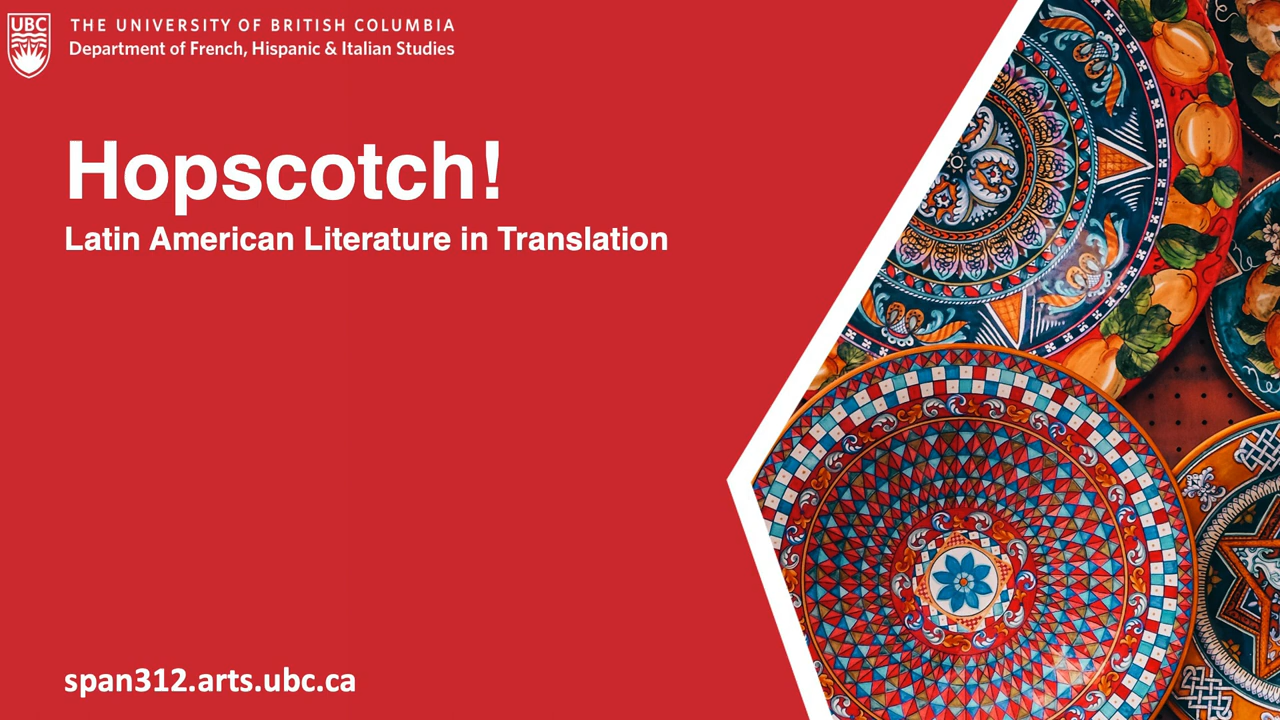 UBC
THE UNIVERSITY OF BRITISH COLUMBIA
Department of French, Hispanic & Italian Studies
Hopscotch!
Latin American Literature in Translation
span312.arts.ubc.ca